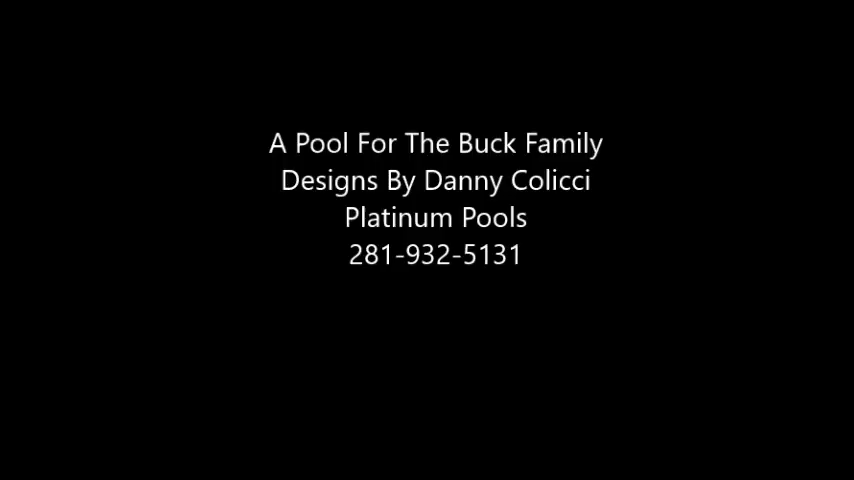 A Pool For The Buck Family
Designs By Danny Colicci
Platinum Pools
281-932-5131